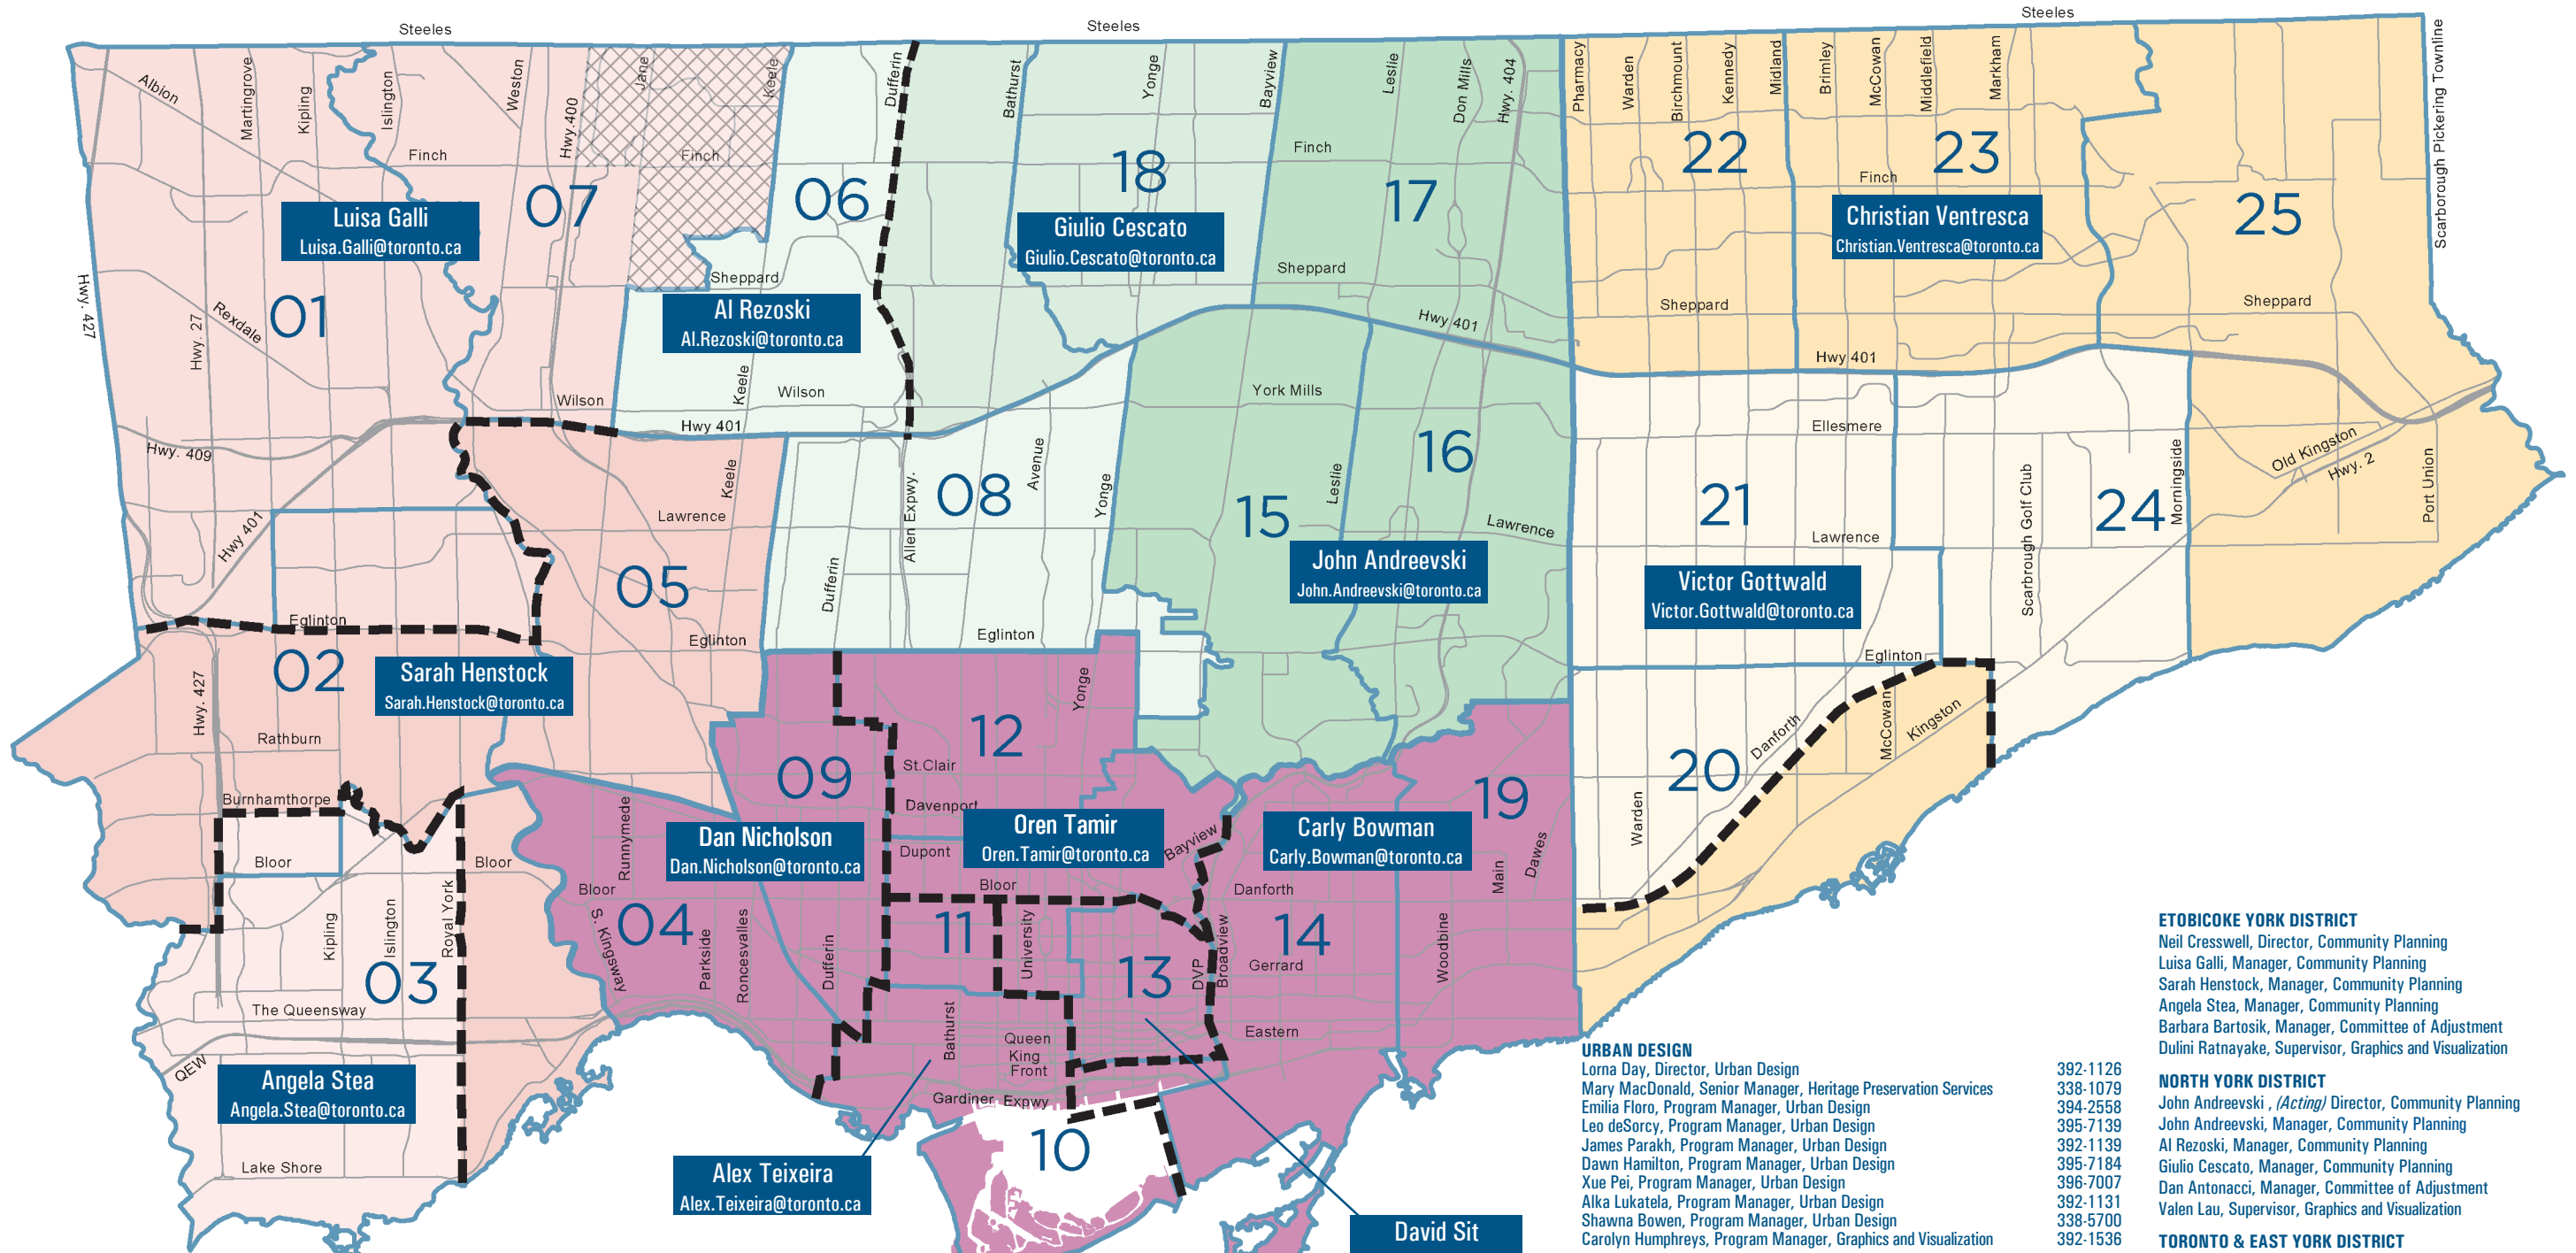 Steeles
Steeles
Steeles
Albion
Martingrove
Kipling
Islington
Weston
Hwy.400
Jane
Keele
Dufferin
Bathurst
Yonge
Bayview
Leslie
Don Mills
Hwy. 404
Pharmacy
Warden
Birchmount
Kennedy
Midland
Brimley
McCowan
Middlefield
Markham
Scarborough Pickering Townline
Finch
Finch
Finch
Finch
07
06
18
17
22
23
25
Luisa Galli
Luisa.Galli@toronto.ca
Giulio Cescato
Giulio.Cescato@toronto.ca
Christian Ventresca
Christian.Ventresca@toronto.ca
Hwy. 427
01
Hwy. 27
Rexdale
Sheppard
Sheppard
Sheppard
Sheppard
Al Rezoski
Al.Rezoski@toronto.ca
Hwy 401
Hwy 401
Wilson
Keele
Wilson
York Mills
Hwy 401
Ellesmere
Hwy. 409
Hwy 401
Keele
Lawrence
05
Allen Expwy.
08
Avenue
Yonge
15
Leslie
16
Lawrence
21
Lawrence
Scarbrough Golf Club
24
Morningside
Old Kingston
Hwy. 2
Port Union
Dufferin
John Andreevski
John.Andreevski@toronto.ca
Victor Gottwald
Victor.Gottwald@toronto.ca
Eglinton
Eglinton
Eglinton
Eglinton
02
Sarah Henstock
Sarah.Henstock@toronto.ca
Hwy. 427
Rathburn
Burnhamthorpe
Bloor
Bloor
Yonge
12
09
St.Clair
Davenport
Dupont
19
20
Danforth
McCowan
Kingston
Warden
Runnymede
Dan Nicholson
Dan.Nicholson@toronto.ca
Oren Tamir
Oren.Tamir@toronto.ca
Bayview
Carly Bowman
Carly.Bowman@toronto.ca
Main
Dawes
Bloor
Bloor
Danforth
04
S. Kingsway
Parkside
Roncesvalles
Dufferin
11
University
13
DVP
Broadview
14
Gerrard
Woodbine
Kipling
Islington
Royal York
03
The Queensway
QEW
Bathurst
Queen
King
Front
Eastern
Gardiner Expwy
Angela Stea
Angela.Stea@toronto.ca
Lake Shore
10
Alex Teixeira
Alex.Teixeira@toronto.ca
David Sit
URBAN DESIGN
Lorna Day, Director, Urban Design 392-1126
Mary MacDonald, Senior Manager, Heritage Preservation Services 338-1079
Emilia Floro, Program Manager, Urban Design 394-2558
Leo deSorcy, Program Manager, Urban Design 395-7139
James Parakh, Program Manager, Urban Design 392-1139
Dawn Hamilton, Program Manager, Urban Design 395-7184
Xue Pei, Program Manager, Urban Design 396-7007
Alka Lukatela, Program Manager, Urban Design 392-1131
Shawna Bowen, Program Manager, Urban Design 338-5700
Carolyn Humphreys, Program Manager, Graphics and Visualization 392-1536
ETOBICOKE YORK DISTRICT
Neil Cresswell, Director, Community Planning
Luisa Galli, Manager, Community Planning
Sarah Henstock, Manager, Community Planning
Angela Stea, Manager, Community Planning
Barbara Bartosik, Manager, Committee of Adjustment
Dulini Ratnayake, Supervisor, Graphics and Visualization
NORTH YORK DISTRICT
John Andreevski , (Acting) Director, Community Planning
John Andreevski, Manager, Community Planning
Al Rezoski, Manager, Community Planning
Giulio Cescato, Manager, Community Planning
Dan Antonacci, Manager, Committee of Adjustment
Valen Lau, Supervisor, Graphics and Visualization
TORONTO & EAST YORK DISTRICT